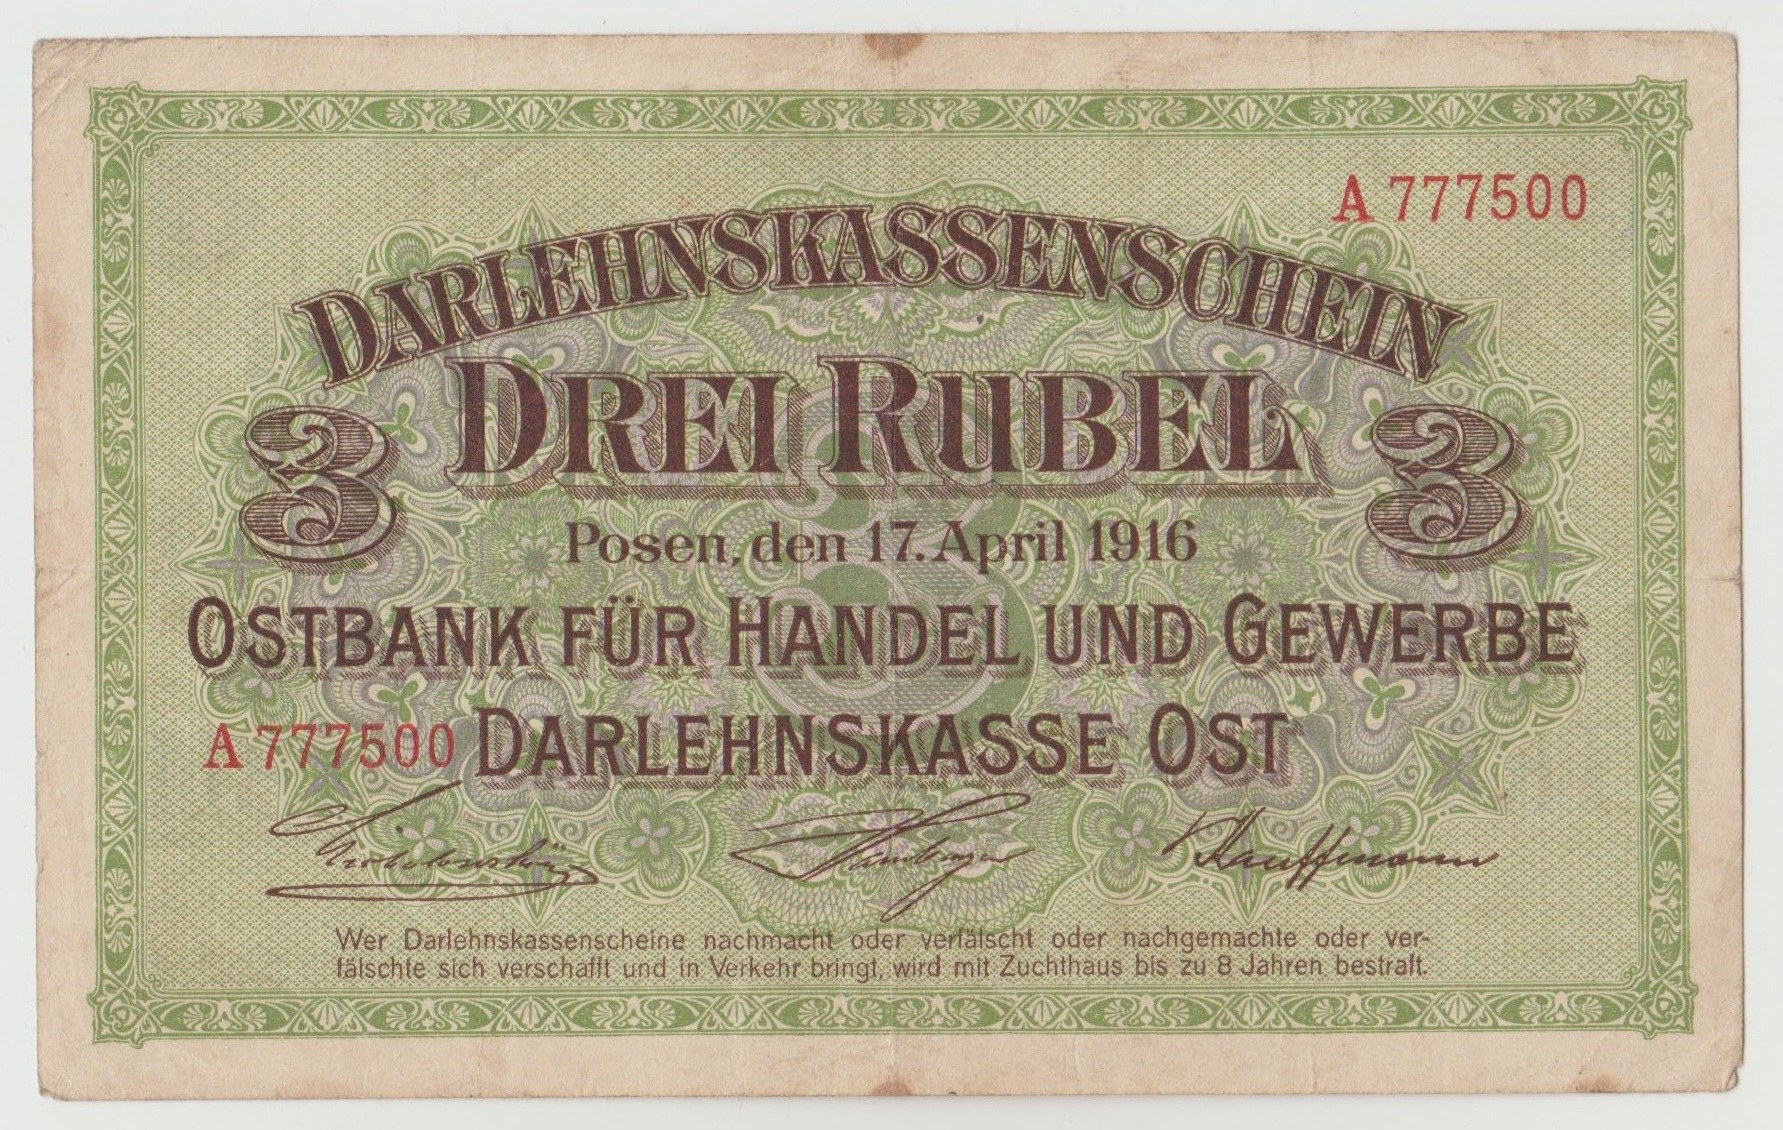 A 777500
DARLEHNSKASSENSCHEIN
DREI RUBEL
3 3
Posen, den 17. April 1916
OSTBANK FÜR HANDEL UND GEWERBE
A 777500 DARLEHNSKASSE OST
Hamburger Kauffmann
Wer Darlehnskassenscheine nachmacht oder verfälscht oder nachgemachte oder ver-
fälschte sich verschafft und in Verkehr bringt, wird mit Zuchthaus bis zu 8 Jahren bestraft.